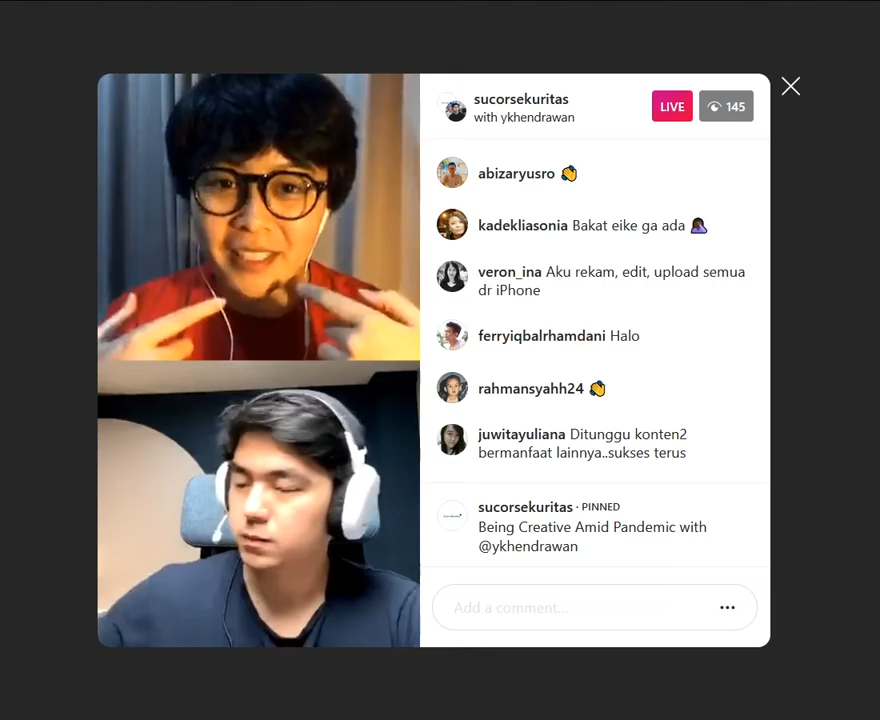 sucorsekuritas
with ykhendrawan
LIVE
145
abizaryusro 👏
kadekliasonia Bakat eike ga ada 🤦🏿‍♀️
veron_ina Aku rekam, edit, upload semua
dr iPhone
ferryiqbalrhamdani Halo
rahmansyahh24 👏
juwitayuliana Ditunggu konten2
bermanfaat lainnya..sukses terus
sucorsekuritas · PINNED
Being Creative Amid Pandemic with
@ykhendrawan
Add a comment...